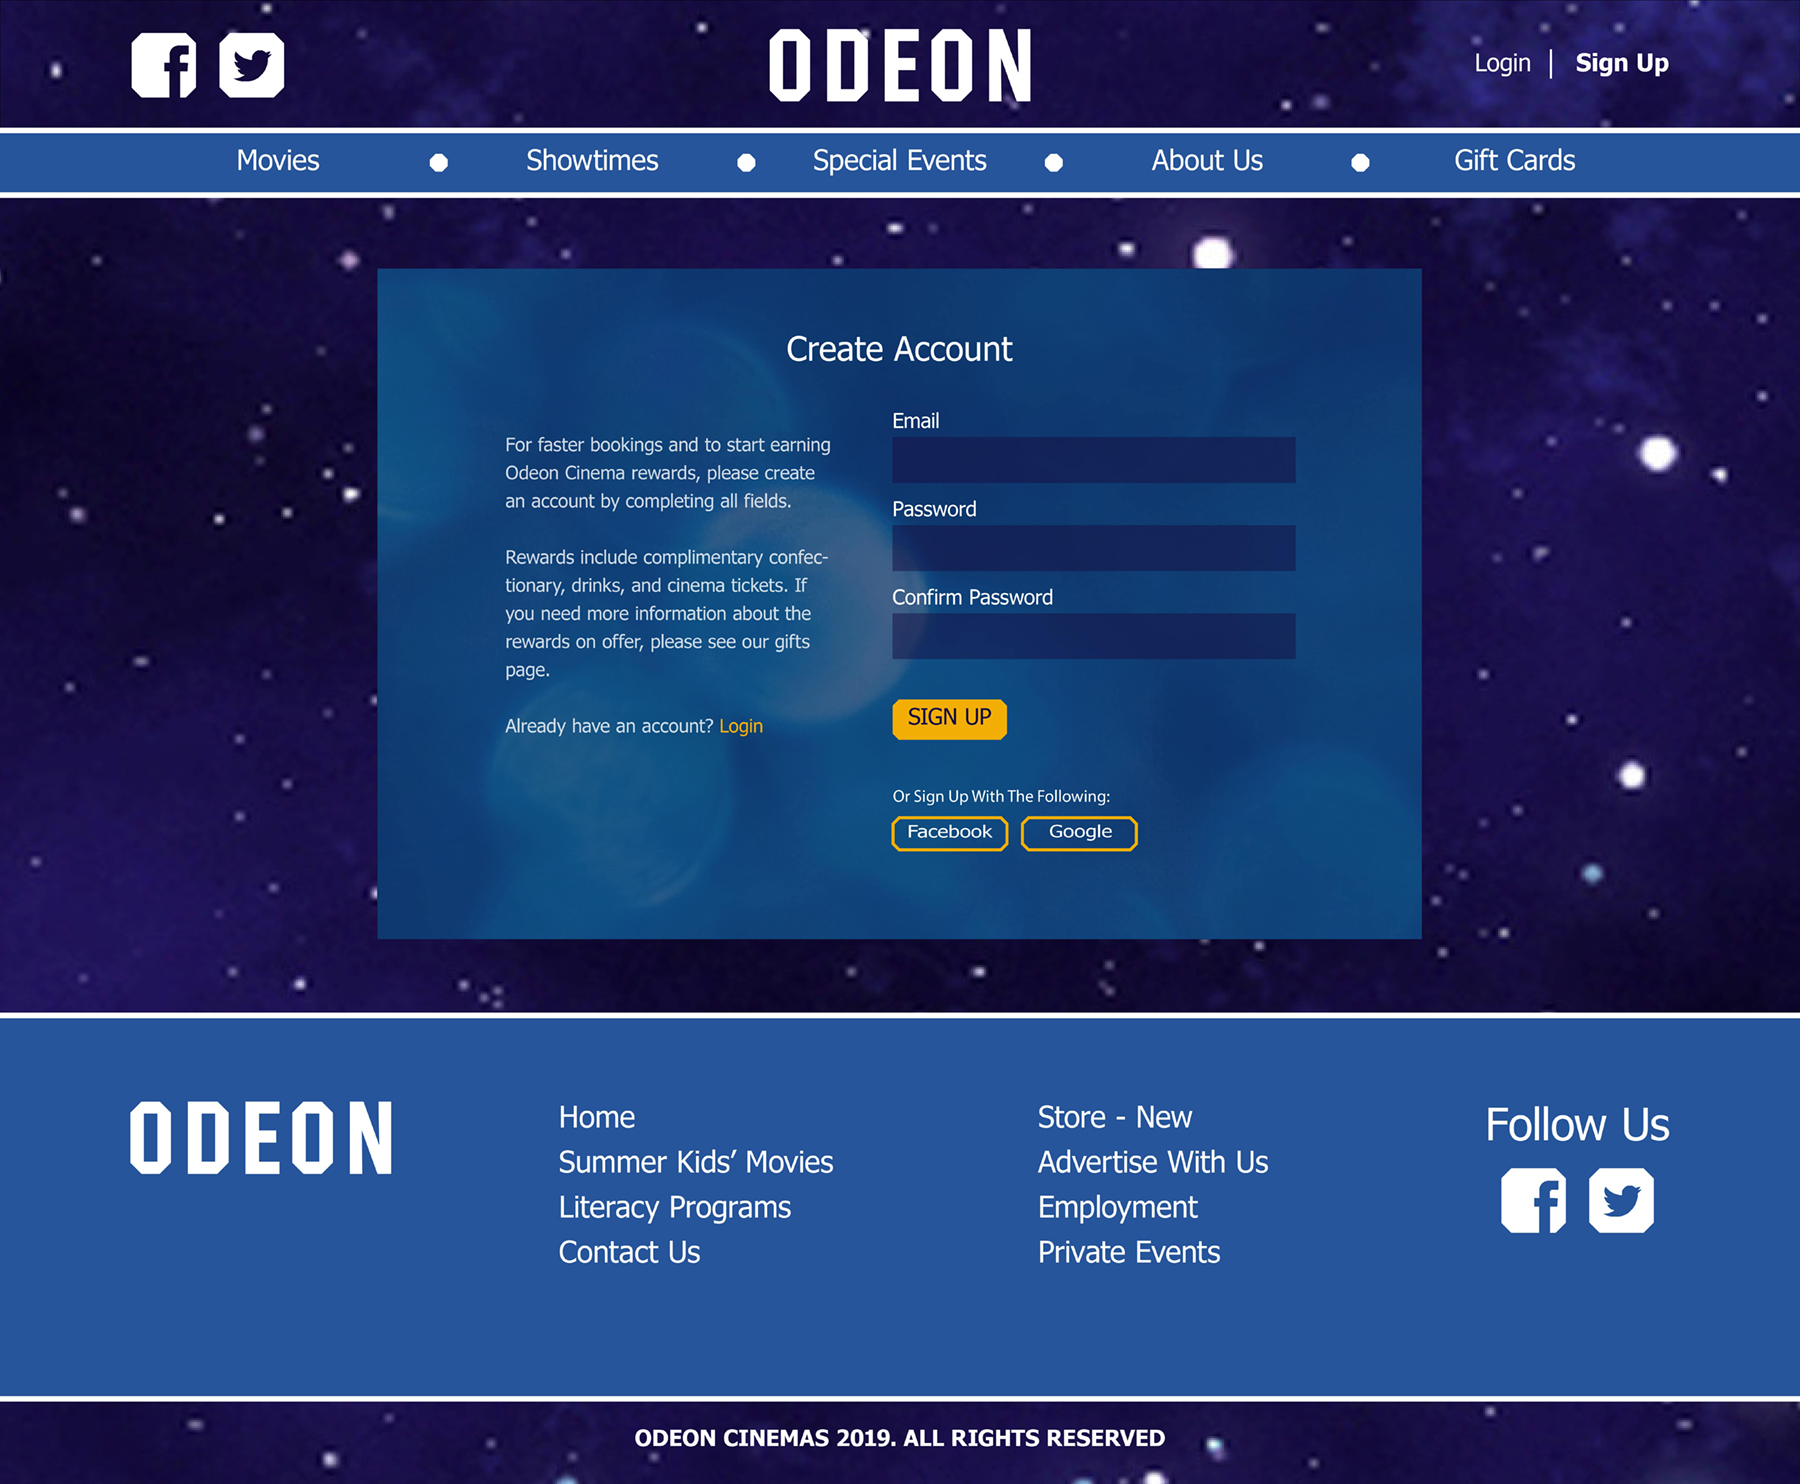 ODEON
Login | Sign Up
Movies
Showtimes
Special Events
About Us
Gift Cards
Create Account
For faster bookings and to start earning
Odeon Cinema rewards, please create
an account by completing all fields.
Rewards include complimentary confec-
tionary, drinks, and cinema tickets. If
you need more information about the
rewards on offer, please see our gifts
page.
Already have an account? Login
Email
Password
Confirm Password
SIGN UP
Or Sign Up With The Following:
Facebook
Google
ODEON
Home
Summer Kids’ Movies
Literacy Programs
Contact Us
Store - New
Advertise With Us
Employment
Private Events
Follow Us
ODEON CINEMAS 2019. ALL RIGHTS RESERVED